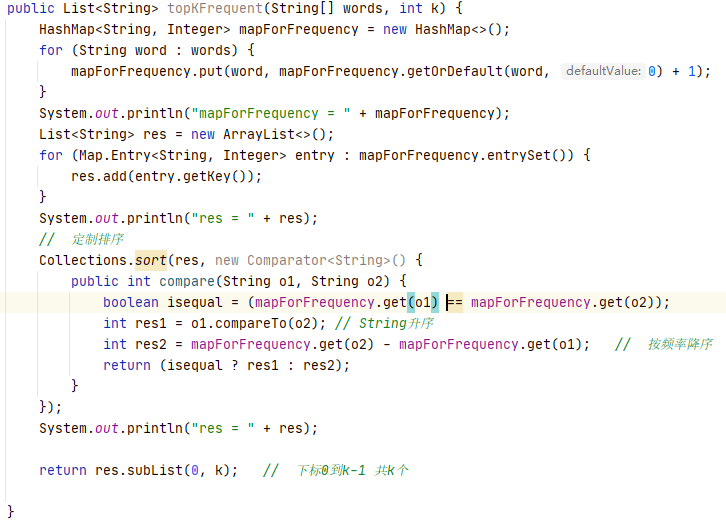 public List<String> topKFrequent(String[] words, int k) {
    HashMap<String, Integer> mapForFrequency = new HashMap<>();
    for (String word : words) {
        mapForFrequency.put(word, mapForFrequency.getOrDefault(word, defaultValue: 0) + 1);
    }
    System.out.println("mapForFrequency = " + mapForFrequency);
    List<String> res = new ArrayList<>();
    for (Map.Entry<String, Integer> entry : mapForFrequency.entrySet()) {
        res.add(entry.getKey());
    }
    System.out.println("res = " + res);
    //  定制排序
    Collections.sort(res, new Comparator<String>() {
        public int compare(String o1, String o2) {
            boolean isequal = (mapForFrequency.get(o1) == mapForFrequency.get(o2));
            int res1 = o1.compareTo(o2); // String升序
            int res2 = mapForFrequency.get(o2) - mapForFrequency.get(o1);   //  按频率降序
            return (isequal ? res1 : res2);
        }
    });
    System.out.println("res = " + res);
    return res.subList(0, k);   //  下标0到k-1 共k个
}